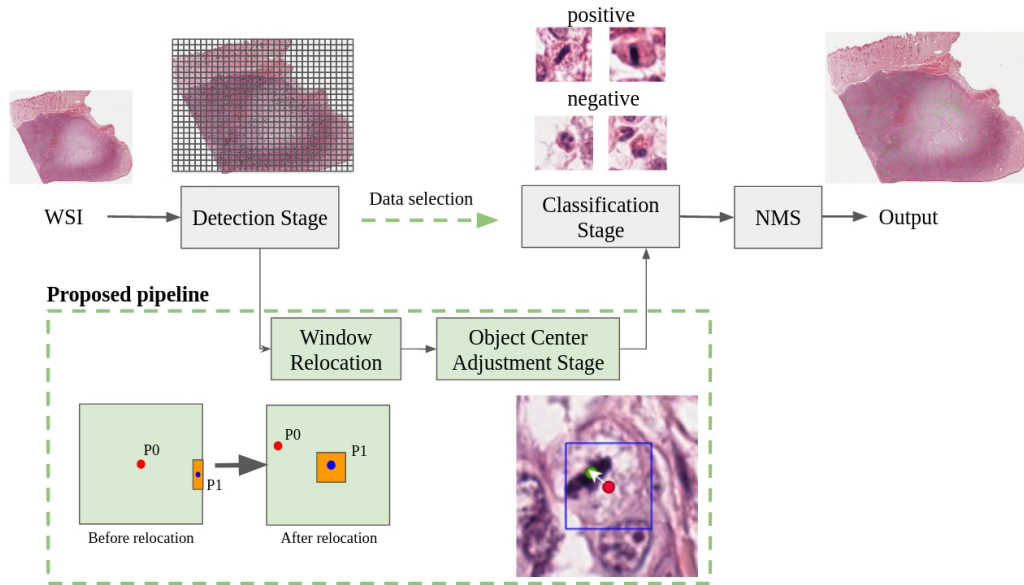 positive
negative
WSI
Detection Stage
Data selection
Classification
Stage
NMS
Output
Proposed pipeline
Window
Relocation
Object Center
Adjustment Stage
P0
P1
Before relocation
P0
P1
After relocation